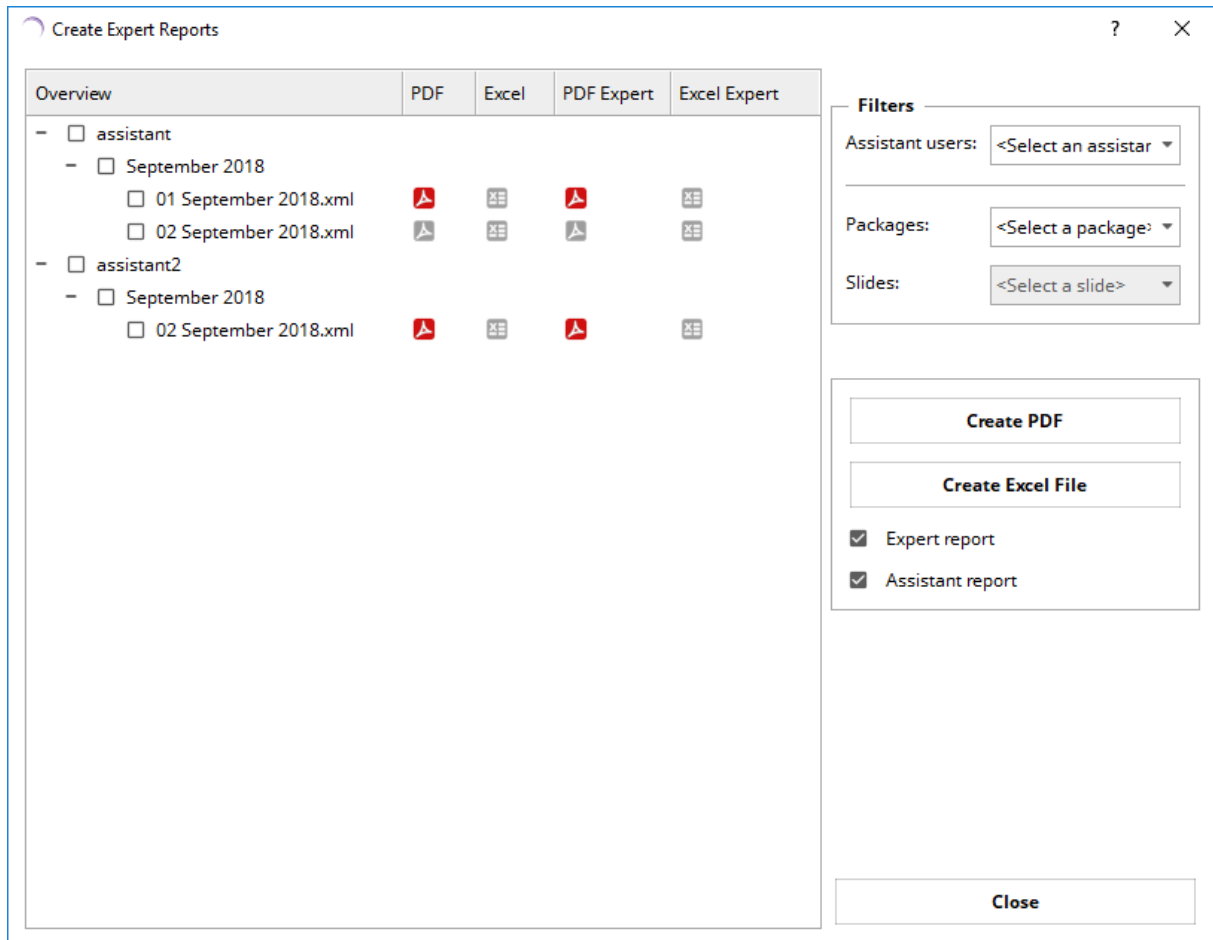 Create Expert Reports ?
Overview PDF Excel PDF Expert Excel Expert
assistant
September 2018
01 September 2018.xml
02 September 2018.xml
assistant2
September 2018
02 September 2018.xml
Filters
Assistant users: <Select an assistar
Packages: <Select a package>
Slides: <Select a slide>
Create PDF
Create Excel File
Expert report
Assistant report
Close